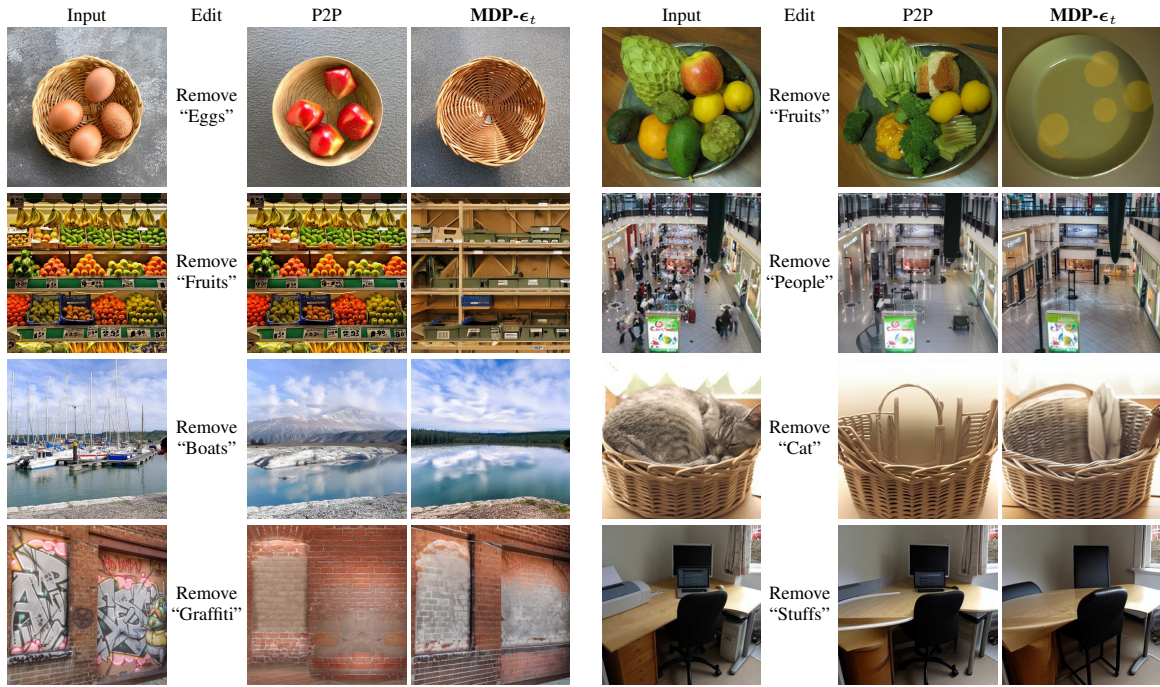 Input Edit P2P MDP-ϵt Input Edit P2P MDP-ϵt
Remove
“Eggs”
Remove
“Fruits”
Remove
“Fruits”
Remove
“People”
Remove
“Boats”
Remove
“Cat”
Remove
“Graffiti”
Remove
“Stuffs”